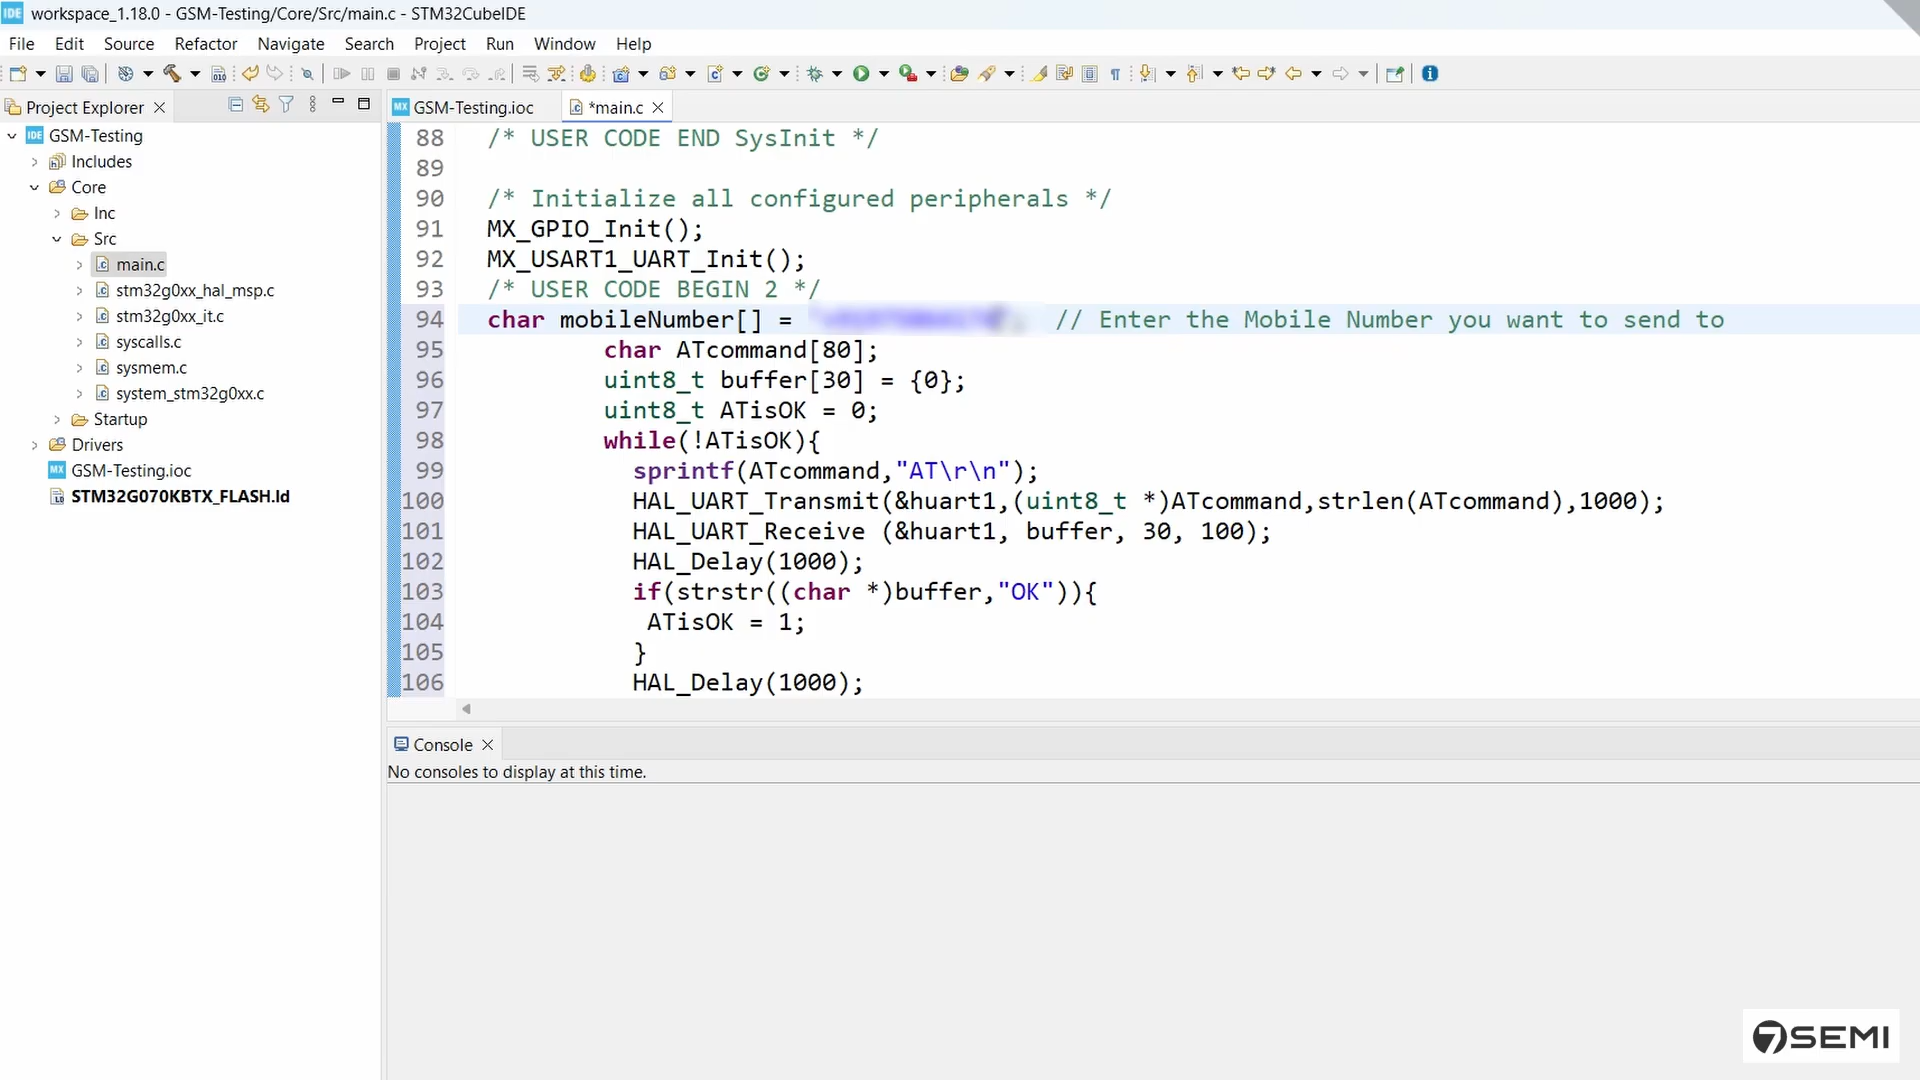 workspace_1.18.0 - GSM-Testing/Core/Src/main.c - STM32CubeIDE
File Edit Source Refactor Navigate Search Project Run Window Help
Project Explorer
GSM-Testing
Includes
Core
Inc
Src
main.c
stm32g0xx_hal_msp.c
stm32g0xx_it.c
syscalls.c
sysmem.c
system_stm32g0xx.c
Startup
Drivers
GSM-Testing.ioc
STM32G070KBTX_FLASH.ld
GSM-Testing.ioc *main.c
88 /* USER CODE END SysInit */
89
90 /* Initialize all configured peripherals */
91 MX_GPIO_Init();
92 MX_USART1_UART_Init();
93 /* USER CODE BEGIN 2 */
94 char mobileNumber[] = // Enter the Mobile Number you want to send to
95 char ATcommand[80];
96 uint8_t buffer[30] = {0};
97 uint8_t ATisOK = 0;
98 while(!ATisOK){
99 sprintf(ATcommand,"AT\r\n");
100 HAL_UART_Transmit(&huart1,(uint8_t *)ATcommand,strlen(ATcommand),1000);
101 HAL_UART_Receive (&huart1, buffer, 30, 100);
102 HAL_Delay(1000);
103 if(strstr((char *)buffer,"OK")){
104 ATisOK = 1;
105 }
106 HAL_Delay(1000);
Console
No consoles to display at this time.
7SEMI